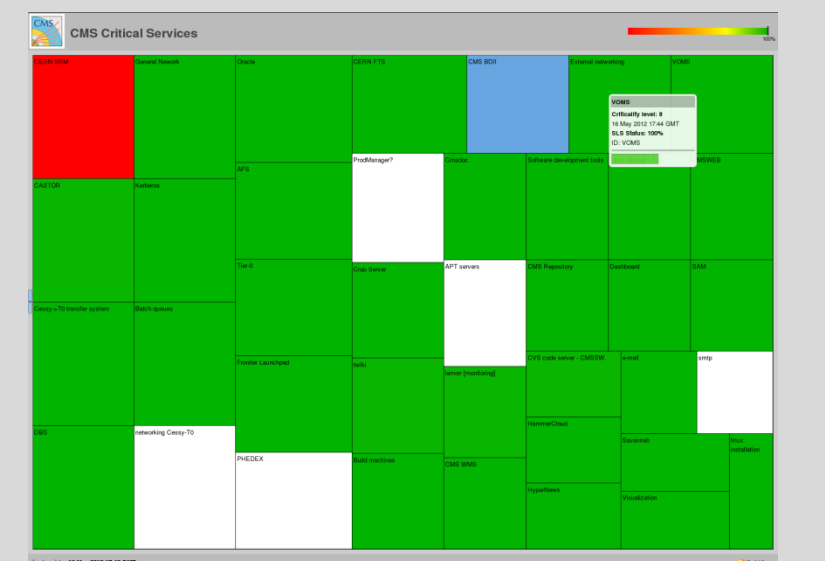 CMS
CMS Critical Services
100%
CERN SRM
General Nework
Oracle
CERN FTS
CMS BDII
External networking
VOMS
VOMS
Criticality level: 8
16 May 2012 17:44 GMT
SLS Status: 100%
ID: VOMS
ProdManager?
Cmsdoc
Software development tools
MSWEB
AFS
CASTOR
Kerberos
Tier-0
Crab Server
APT servers
CMS Repository
Dashboard
SAM
Cessy->T0 transfer system
Batch queues
Frontier Launchpad
twiki
lemon [monitoring]
CVS code server - CMSSW
e-mail
smtp
DBS
networking Cessy-T0
HammerCloud
Savannah
linux
installation
PHEDEX
Build machines
CMS WMS
HyperNews
Visualization